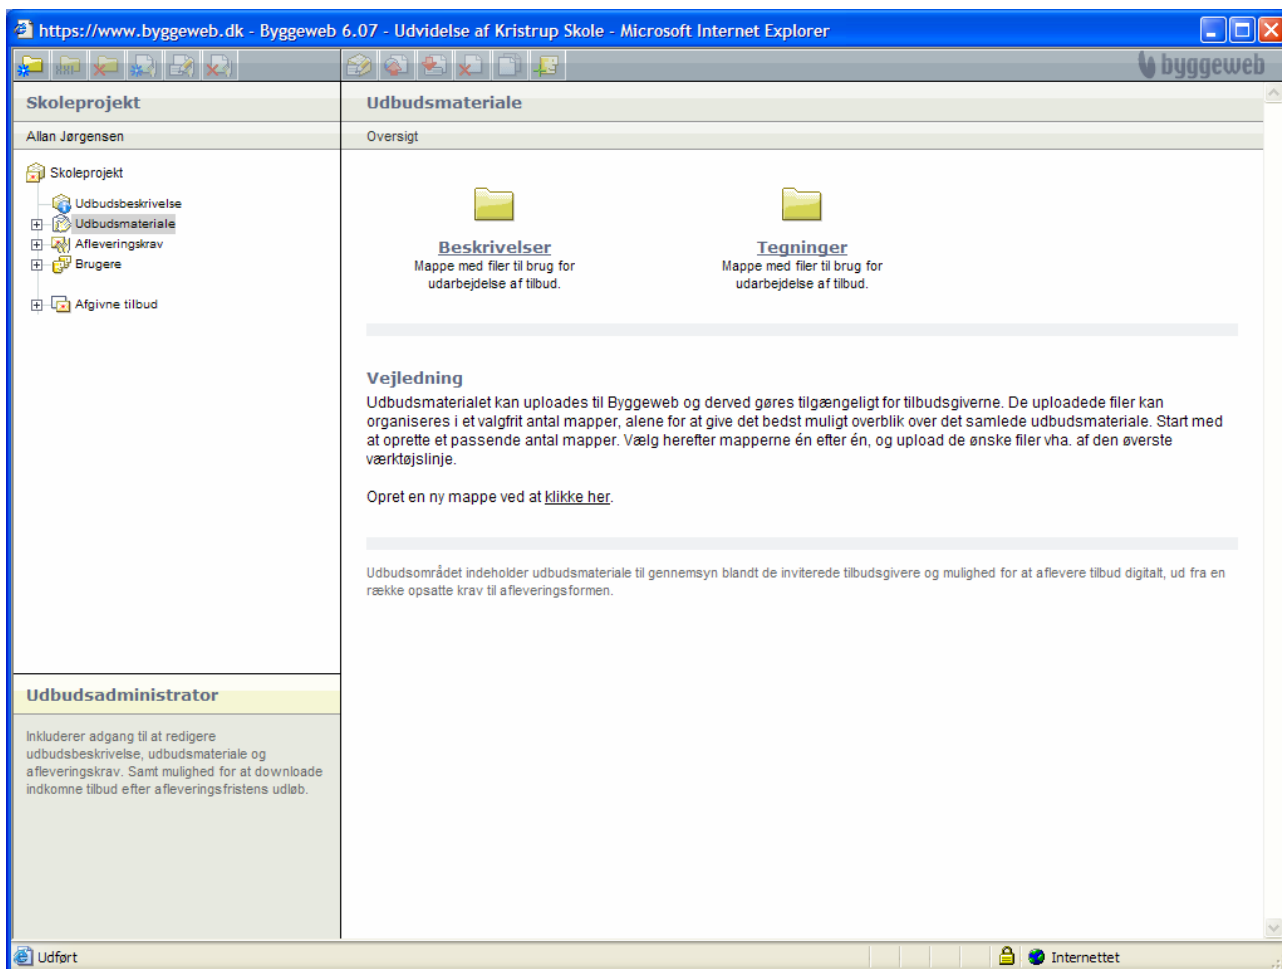 https://www.byggeweb.dk - Byggeweb 6.07 - Udvidelse af Kristrup Skole - Microsoft Internet Explorer
byggeweb
Skoleprojekt
Allan Jørgensen
Skoleprojekt
Udbudsbeskrivelse
Udbudsmateriale
Afleveringskrav
Brugere
Afgivne tilbud
Udbudsadministrator
Inkluderer adgang til at redigere
udbudsbeskrivelse, udbudsmateriale og
afleveringskrav. Samt mulighed for at downloade
indkomne tilbud efter afleveringsfristens udløb.
Udbudsmateriale
Oversigt
Beskrivelser
Mappe med filer til brug for
udarbejdelse af tilbud.
Tegninger
Mappe med filer til brug for
udarbejdelse af tilbud.
Vejledning
Udbudsmaterialet kan uploades til Byggeweb og derved gøres tilgængeligt for tilbudsgiverne. De uploadede filer kan
organiseres i et valgfrit antal mapper, alene for at give det bedst muligt overblik over det samlede udbudsmateriale. Start med
at oprette et passende antal mapper. Vælg herefter mapperne én efter én, og upload de ønske filer vha. af den øverste
værktøjslinje.
Opret en ny mappe ved at klikke her.
Udbudsområdet indeholder udbudsmateriale til gennemsyn blandt de inviterede tilbudsgivere og mulighed for at aflevere tilbud digitalt, ud fra en
række opsatte krav til afleveringsformen.
Udført
Internettet